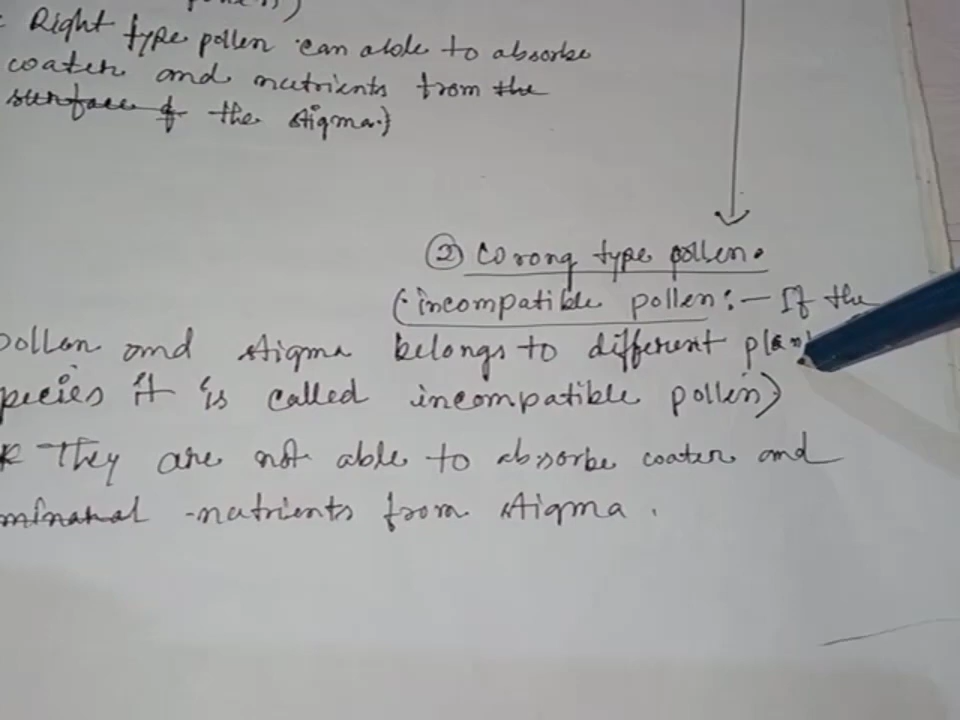 Right type pollen can able to absorbe
water and nutrients from the
surface of the stigma.)
② Wrong type pollen.
(incompatible pollen:- If the
pollen and stigma belongs to different plant
species it is called incompatible pollen)
* They are not able to absorbe water and
minaral -nutrients from stigma.